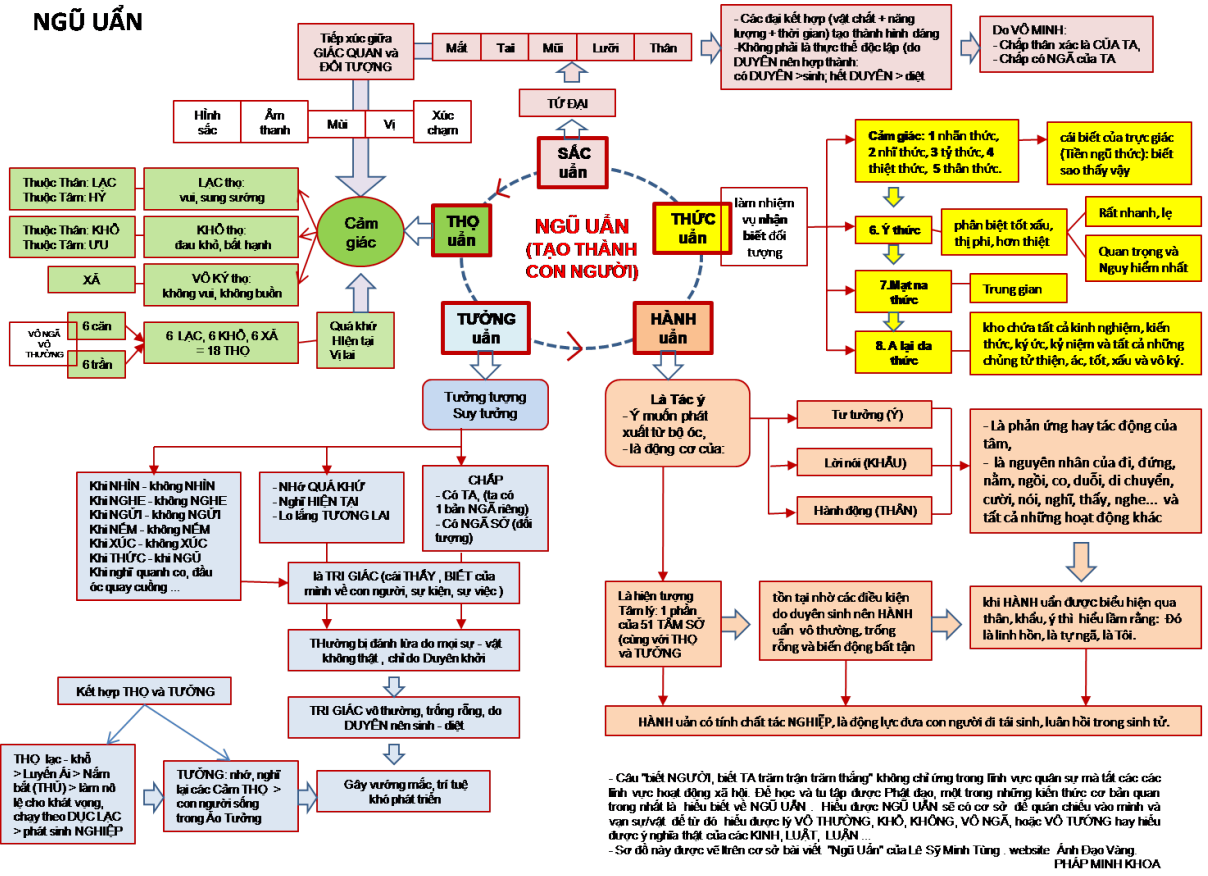 NGŨ UẨN
Tiếp xúc giữa
GIÁC QUAN và
ĐỐI TƯỢNG
Mắt
Tai
Mũi
Lưỡi
Thân
- Các đại kết hợp (vật chất + năng
lượng + thời gian) tạo thành hình dáng
-Không phải là thực thể độc lập (do
DUYÊN nên hợp thành:
có DUYÊN >sinh; hết DUYÊN > diệt
Do VÔ MINH:
- Chấp thân xác là CỦA TA,
- Chấp có NGÃ của TA
TỨ ĐẠI
Hình
sắc
Âm
thanh
Mùi
Vị
Xúc
chạm
SẮC
uẩn
THỌ
uẩn
THỨC
uẩn
TƯỞNG
uẩn
HÀNH
uẩn
NGŨ UẨN
(TẠO THÀNH
CON NGƯỜI)
Cảm
giác
Thuộc Thân: LẠC
Thuộc Tâm: HỶ
LẠC thọ:
vui, sung sướng
Thuộc Thân: KHỔ
Thuộc Tâm: ƯU
KHỔ thọ:
đau khổ, bất hạnh
XẢ
VÔ KÝ thọ:
không vui, không buồn
VÔ NGÃ
VÔ
THƯỜNG
6 căn
6 trần
6 LẠC, 6 KHỔ, 6 XẢ
= 18 THỌ
Quá khứ
Hiện tại
Vị lai
làm nhiệm
vụ nhận
biết đối
tượng
Cảm giác: 1 nhãn thức,
2 nhĩ thức, 3 tỷ thức, 4
thiệt thức, 5 thân thức.
cái biết của trực giác
(Tiền ngũ thức): biết
sao thấy vậy
6. Ý thức
phân biệt tốt xấu,
thị phi, hơn thiệt
Rất nhanh, lẹ
Quan trọng và
Nguy hiểm nhất
7.Mạt na
thức
Trung gian
8. A lại da
thức
kho chứa tất cả kinh nghiệm, kiến
thức, ký ức, kỷ niệm và tất cả những
chủng tử thiện, ác, tốt, xấu và vô ký.
Tưởng tượng
Suy tưởng
Khi NHÌN - không NHÌN
Khi NGHE - không NGHE
Khi NGỬI - không NGỬI
Khi NẾM - không NẾM
Khi XÚC - không XÚC
Khi THỨC - khi NGỦ
Khi nghĩ quanh co, đầu
óc quay cuồng ...
- NHớ QUÁ KHỨ
- Nghĩ HIỆN TẠI
- Lo lắng TƯƠNG LAI
CHẤP
- Có TA, (ta có
1 bản NGÃ riêng)
- Có NGÃ SỞ (đối
tượng)
là TRI GIÁC (cái THẤY , BIẾT của
mình về con người, sự kiện, sự việc )
THường bị đánh lừa do mọi sự - vật
không thật , chỉ do Duyên khởi
TRI GIÁC vô thường, trống rỗng, do
DUYÊN nên sinh - diệt
Kết hợp THỌ và TƯỞNG
THỌ lạc - khổ
> Luyến Ái > Nắm
bắt (THỦ) > làm nô
lệ cho khát vọng,
chạy theo DỤC LẠC
> phát sinh NGHIỆP
TƯỞNG: nhớ, nghĩ
lại các Cảm THỌ >
con người sống
trong Ảo Tưởng
Gây vướng mắc, trí tuệ
khó phát triển
Là Tác ý
- Ý muốn phát
xuất từ bộ óc,
- là động cơ của:
Tư tưởng (Ý)
Lời nói (KHẨU)
Hành động (THÂN)
- Là phản ứng hay tác động của
tâm,
- là nguyên nhân của đi, đứng,
nằm, ngồi, co, duỗi, di chuyển,
cười, nói, nghĩ, thấy, nghe... và
tất cả những hoạt động khác
Là hiện tượng
Tâm lý: 1 phần
của 51 TÂM SỞ
(cùng với THỌ
và TƯỞNG
tồn tại nhờ các điều kiện
do duyên sinh nên HÀNH
uẩn vô thường, trống
rỗng và biến động bất tận
khi HÀNH uẩn được biểu hiện qua
thân, khẩu, ý thì hiểu lầm rằng: Đó
là linh hồn, là tự ngã, là Tôi.
HÀNH uản có tính chất tác NGHIỆP, là động lực đưa con người đi tái sinh, luân hồi trong sinh tử.
- Câu "biết NGƯỜI, biết TA trăm trận trăm thắng" không chỉ ứng trong lĩnh vực quân sự mà tất các các
lĩnh vực hoạt động xã hội. Để học và tu tập được Phật đạo, một trong những kiến thức cơ bản quan
trong nhất là hiểu biết về NGŨ UẨN . Hiểu được NGŨ UẨN sẽ có cơ sở để quán chiếu vào mình và
vạn sự/vật để từ đó hiểu được lý VÔ THƯỜNG, KHỔ, KHÔNG, VÔ NGÃ, hoặc VÔ TƯỚNG hay hiểu
được ý nghĩa thật của các KINH, LUẬT, LUẬN ...
- Sơ đồ này được vẽ ltrên cơ sở bài viết "Ngũ Uẩn" của Lê Sỹ Minh Tùng . website Ánh Đạo Vàng.
PHÁP MINH KHOA